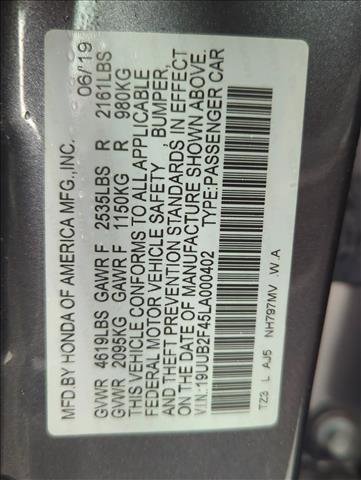 MFD.BY HONDA OF AMERICA MFG.,INC. 06/19
GVWR 4619LBS GAWR F 2535LBS R 2161LBS
GVWR 2095KG GAWR F 1150KG R 980KG
THIS VEHICLE CONFORMS TO ALL APPLICABLE
FEDERAL MOTOR VEHICLE SAFETY BUMPER,
AND THEFT PREVENTION STANDARDS IN EFFECT
ON THE DATE OF MANUFACTURE SHOWN ABOVE.
V.I.N.:19UUB2F45LA000402 TYPE:PASSENGER CAR
TZ3 L AJ5 NH797MV W.A